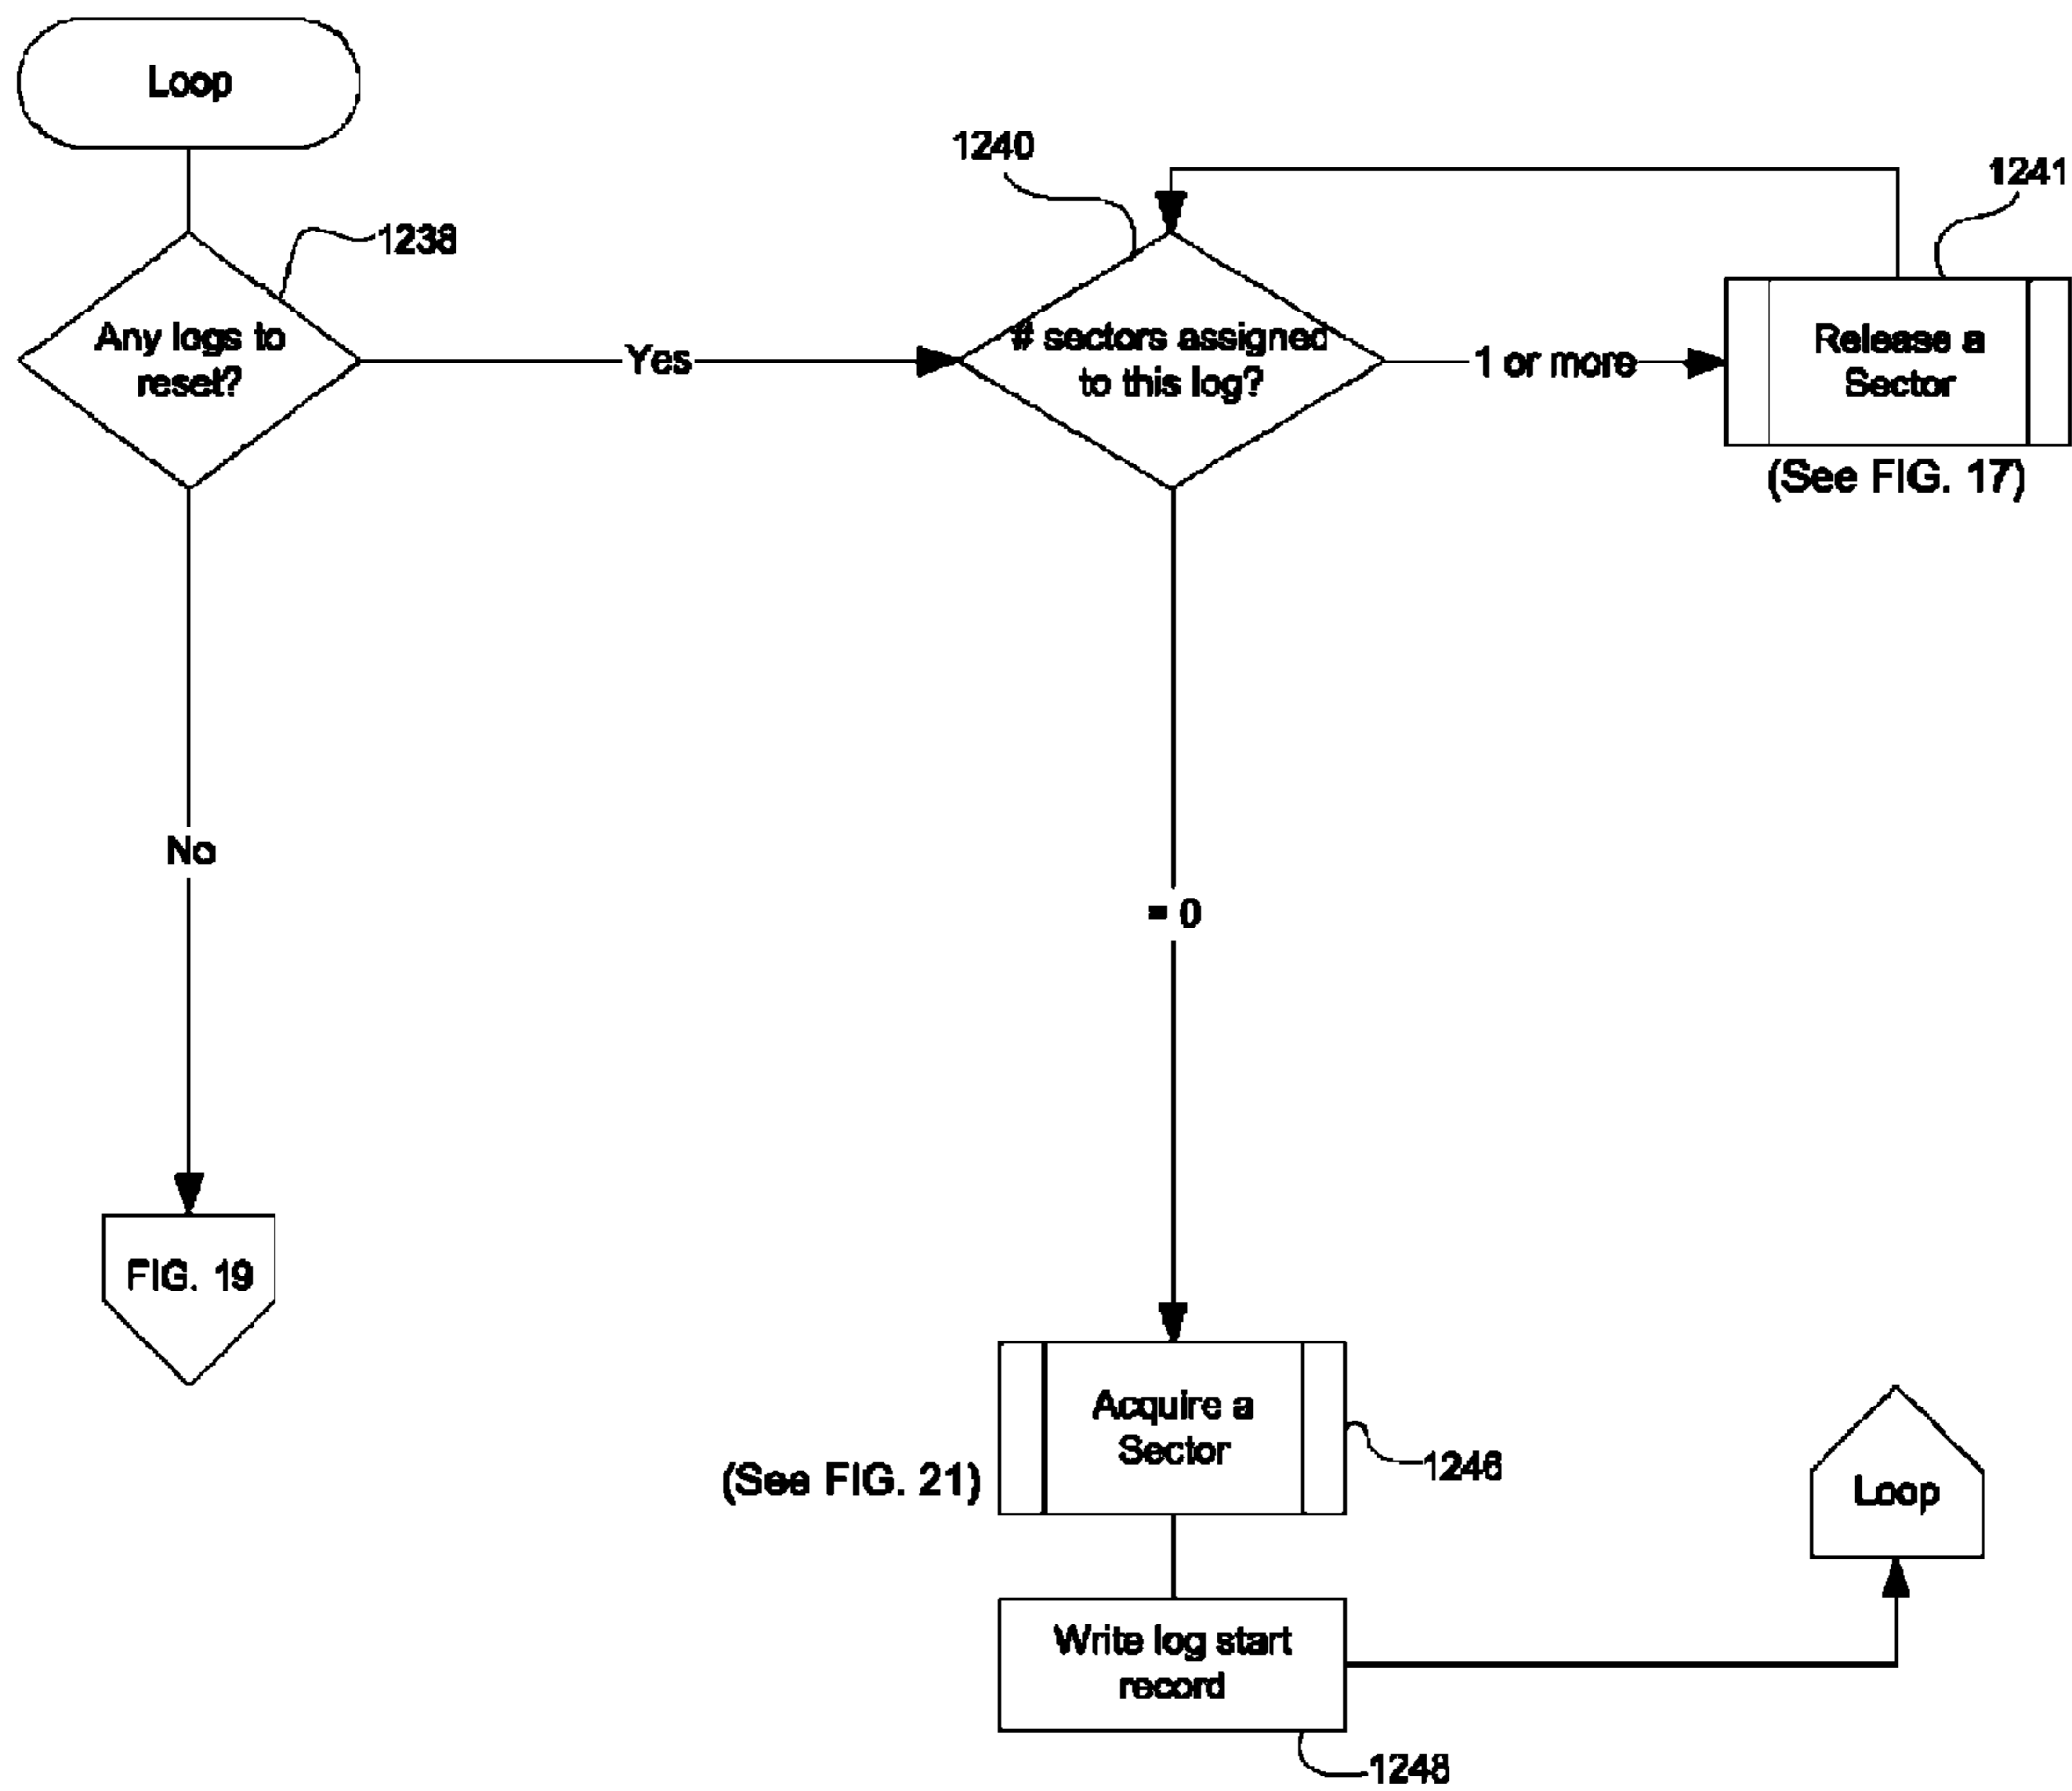 Loop
1240
1241
1238
Any logs to
reset?
Yes
# sectors assigned
to this log?
1 or more
Release a
Sector
(See FIG. 17)
No
= 0
FIG. 19
Acquire a
Sector
(See FIG. 21)
1246
Loop
Write log start
record
1248